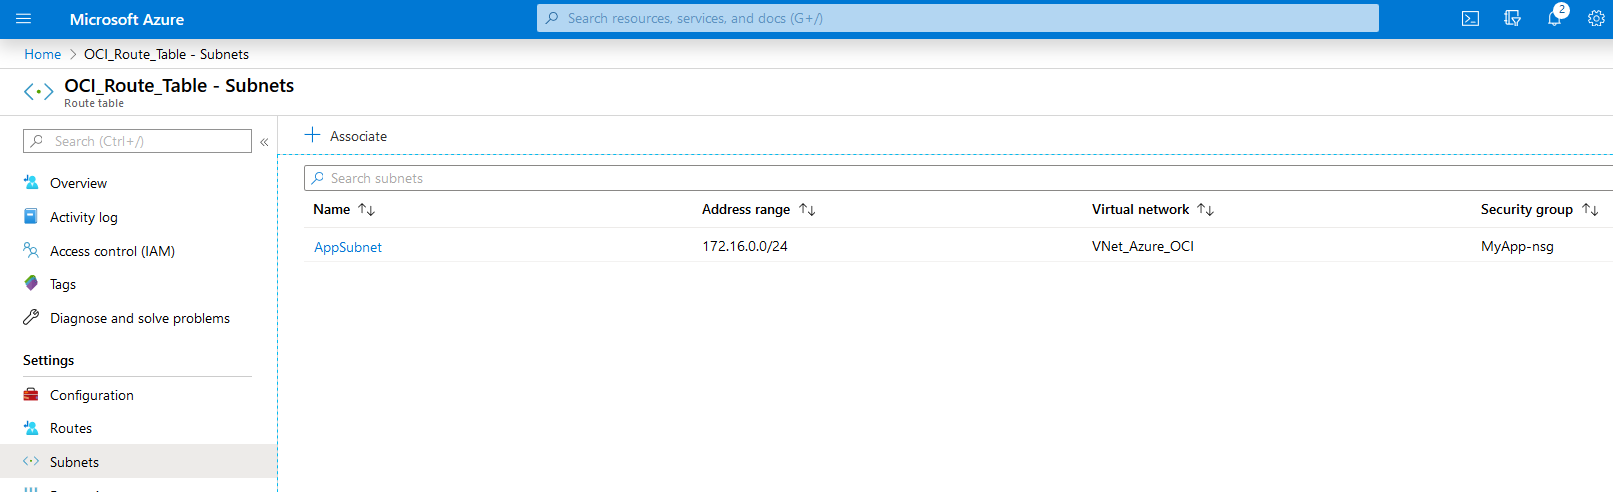 Microsoft Azure
Search resources, services, and docs (G+/)
2
Home > OCI_Route_Table - Subnets
OCI_Route_Table - Subnets
Route table
Search (Ctrl+/)
«
Overview
Activity log
Access control (IAM)
Tags
Diagnose and solve problems
Settings
Configuration
Routes
Subnets
+ Associate
Search subnets
Name ↑↓ Address range ↑↓ Virtual network ↑↓ Security group ↑↓
AppSubnet 172.16.0.0/24 VNet_Azure_OCI MyApp-nsg